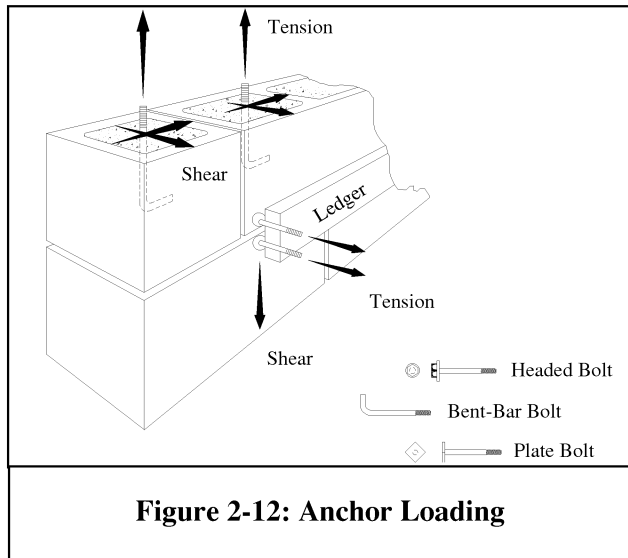 Tension
Shear
Ledger
Tension
Shear
Headed Bolt
Bent-Bar Bolt
Plate Bolt
Figure 2-12: Anchor Loading